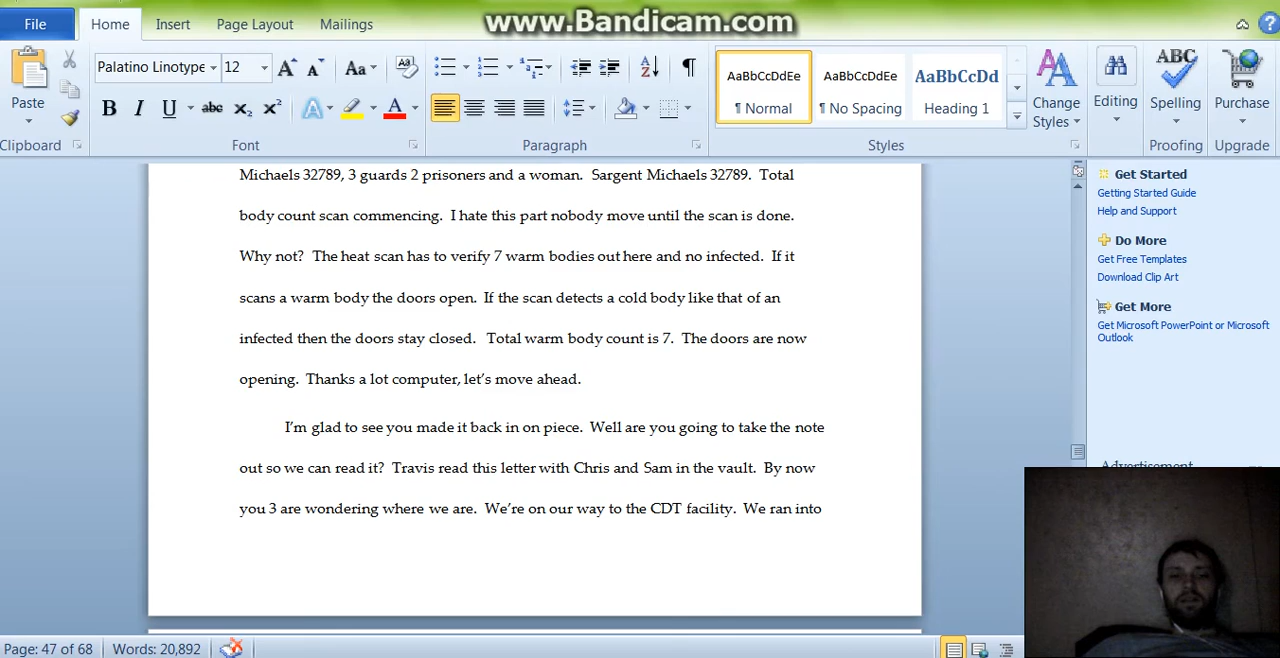 www.Bandicam.com
File Home Insert Page Layout Mailings
Palatino Linotype 12
Aa
AaBbCcDdEe AaBbCcDdEe AaBbCcDd
¶ Normal ¶ No Spacing Heading 1
Paste
B I U abc X2 X2 A A
Change Styles
Editing
ABC
Spelling
Purchase
Clipboard Font Paragraph Styles Proofing Upgrade
Michaels 32789, 3 guards 2 prisoners and a woman. Sargent Michaels 32789. Total
body count scan commencing. I hate this part nobody move until the scan is done.
Why not? The heat scan has to verify 7 warm bodies out here and no infected. If it
scans a warm body the doors open. If the scan detects a cold body like that of an
infected then the doors stay closed. Total warm body count is 7. The doors are now
opening. Thanks a lot computer, let's move ahead.
I'm glad to see you made it back in on piece. Well are you going to take the note
out so we can read it? Travis read this letter with Chris and Sam in the vault. By now
you 3 are wondering where we are. We're on our way to the CDT facility. We ran into
Get Started
Getting Started Guide
Help and Support
Do More
Get Free Templates
Download Clip Art
Get More
Get Microsoft PowerPoint or Microsoft
Outlook
Advertisement
Page: 47 of 68 Words: 20,892